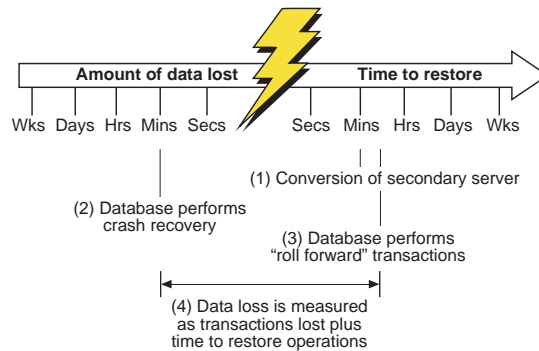 Amount of data lost Time to restore
Wks Days Hrs Mins Secs Secs Mins Hrs Days Wks
(1) Conversion of secondary server
(2) Database performs
crash recovery
(3) Database performs
“roll forward” transactions
(4) Data loss is measured
as transactions lost plus
time to restore operations